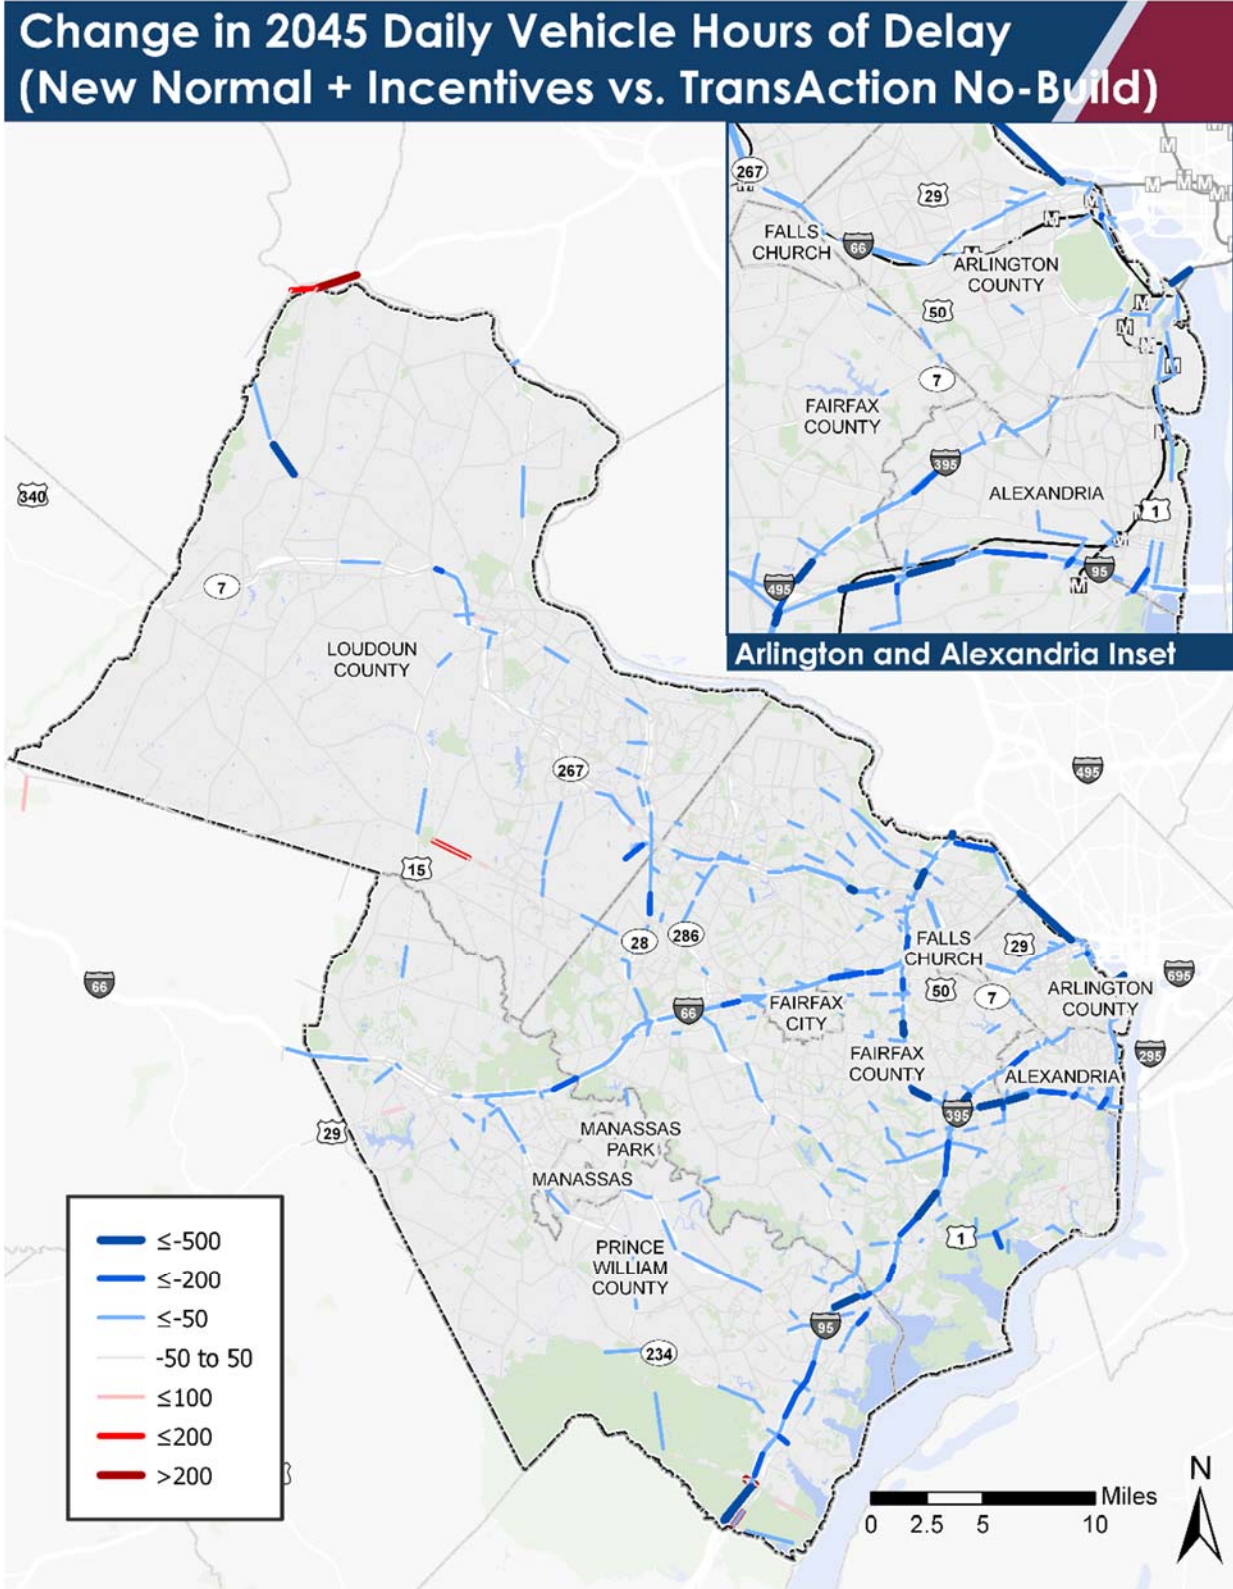 Change in 2045 Daily Vehicle Hours of Delay
(New Normal + Incentives vs. TransAction No-Build)
267
29
FALLS
CHURCH
66
ARLINGTON
COUNTY
50
7
FAIRFAX
COUNTY
395
ALEXANDRIA
1
495
95
M
M
M
M
M
M
M
M
M
M
M
M
Arlington and Alexandria Inset
340
7
LOUDOUN
COUNTY
267
495
15
28
286
FALLS
CHURCH
29
66
50
7
ARLINGTON
COUNTY
695
66
FAIRFAX
CITY
FAIRFAX
COUNTY
295
ALEXANDRIA
395
29
MANASSAS
PARK
MANASSAS
1
PRINCE
WILLIAM
COUNTY
95
234
≤-500
≤-200
≤-50
-50 to 50
≤100
≤200
>200
N
Miles
0 2.5 5 10